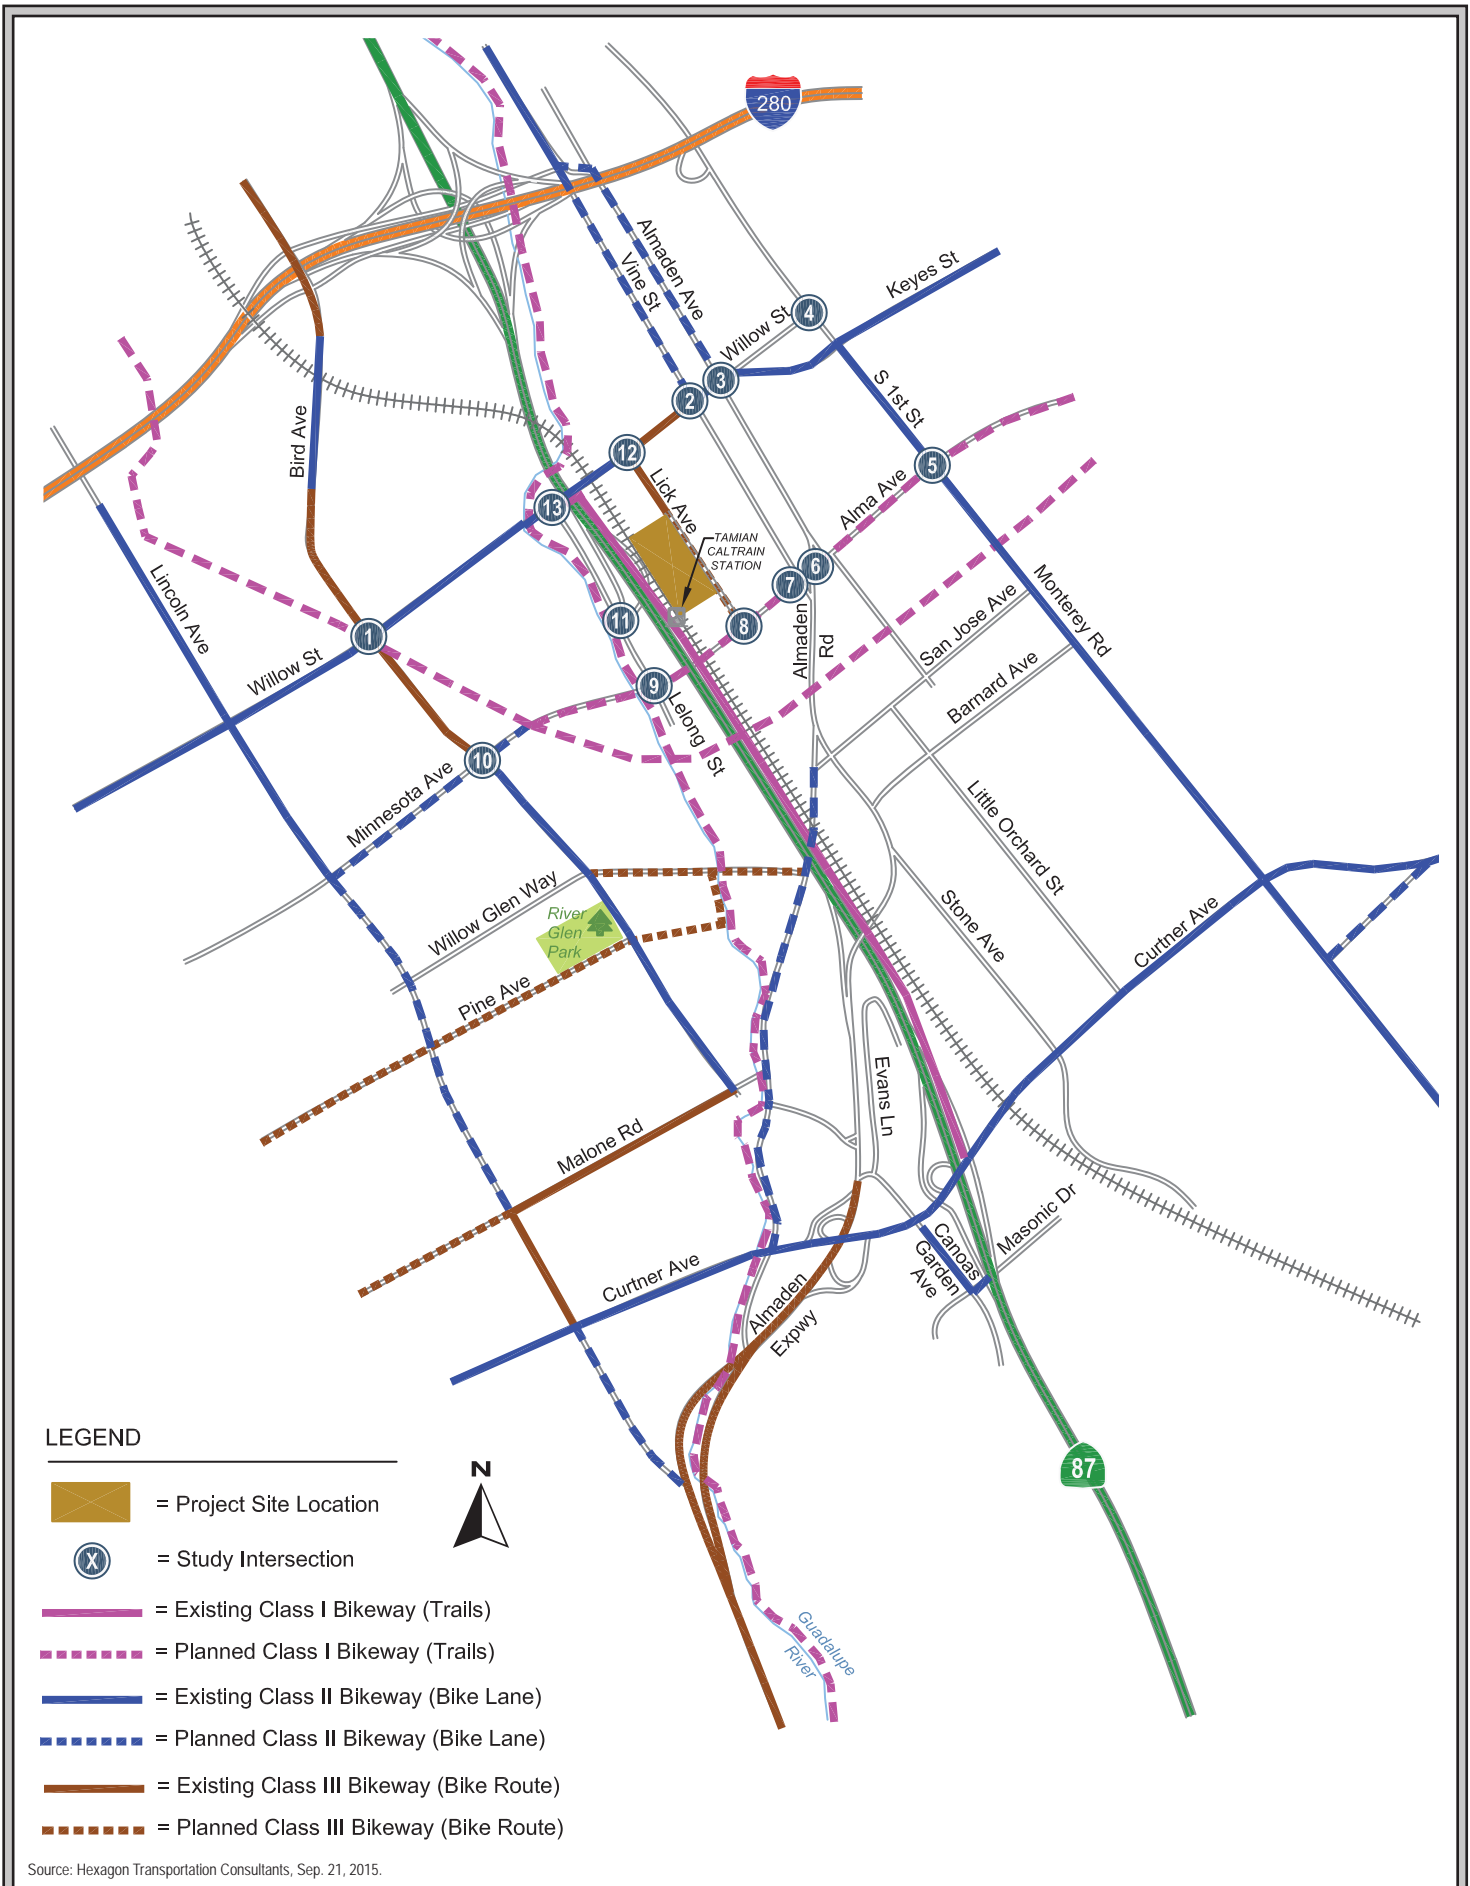 280
Almaden Ave
Vine St
Willow St
Keyes St
4
3
2
S 1st St
Bird Ave
12
5
Lick Ave
13
Alma Ave
TAMIAN
CALTRAIN
STATION
6
7
Lincoln Ave
Monterey Rd
11
8
1
Almaden
Rd
San Jose Ave
Willow St
9
Barnard Ave
Lelong St
10
Minnesota Ave
Little Orchard St
Willow Glen Way
River
Glen
Park
Stone Ave
Curtner Ave
Pine Ave
Evans Ln
Malone Rd
Masonic Dr
Canoas
Garden
Ave
Curtner Ave
Almaden
Expwy
87
Guadalupe
River
LEGEND
N
= Project Site Location
X
= Study Intersection
= Existing Class I Bikeway (Trails)
= Planned Class I Bikeway (Trails)
= Existing Class II Bikeway (Bike Lane)
= Planned Class II Bikeway (Bike Lane)
= Existing Class III Bikeway (Bike Route)
= Planned Class III Bikeway (Bike Route)
Source: Hexagon Transportation Consultants, Sep. 21, 2015.